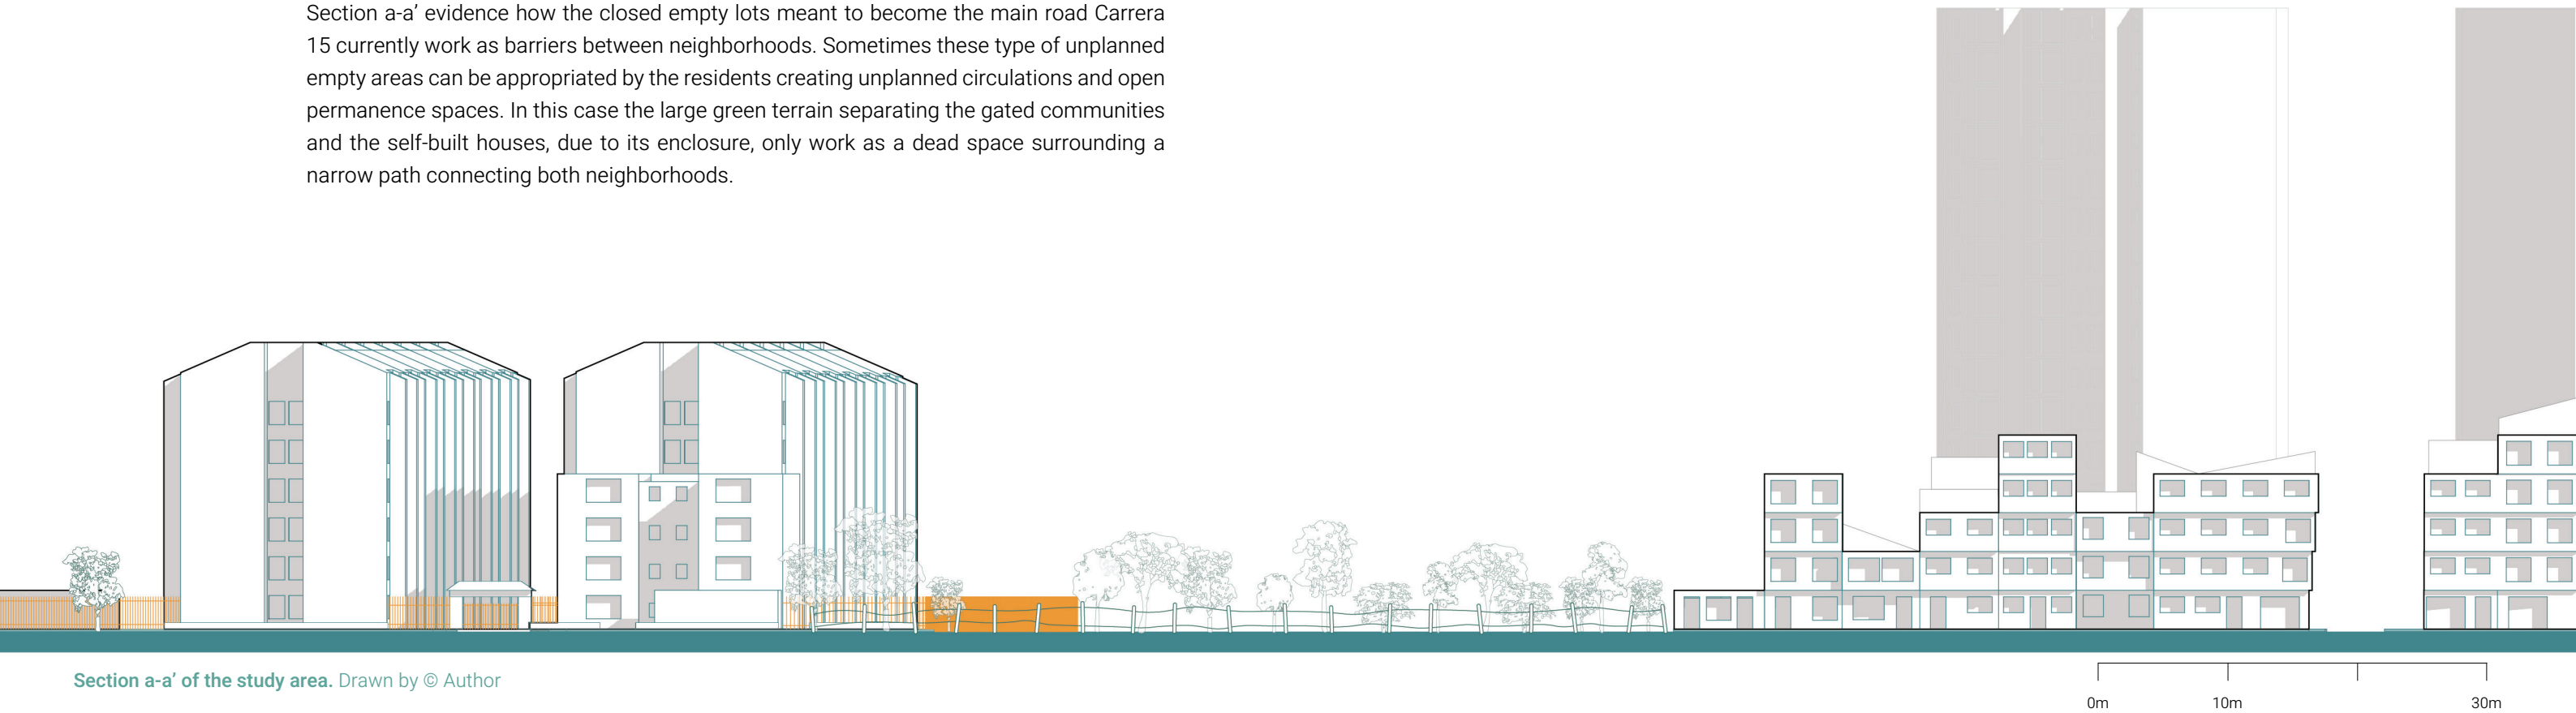 Section a-a’ evidence how the closed empty lots meant to become the main road Carrera
15 currently work as barriers between neighborhoods. Sometimes these type of unplanned
empty areas can be appropriated by the residents creating unplanned circulations and open
permanence spaces. In this case the large green terrain separating the gated communities
and the self-built houses, due to its enclosure, only work as a dead space surrounding a
narrow path connecting both neighborhoods.
Section a-a’ of the study area. Drawn by © Author
0m 10m 30m